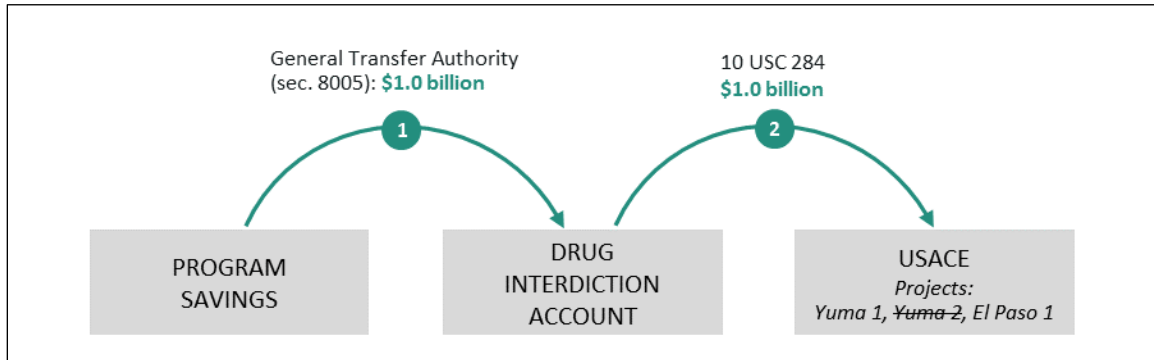 General Transfer Authority
(sec. 8005): $1.0 billion
10 USC 284
$1.0 billion
1
2
PROGRAM
SAVINGS
DRUG
INTERDICTION
ACCOUNT
USACE
Projects:
Yuma 1, Yuma 2, El Paso 1